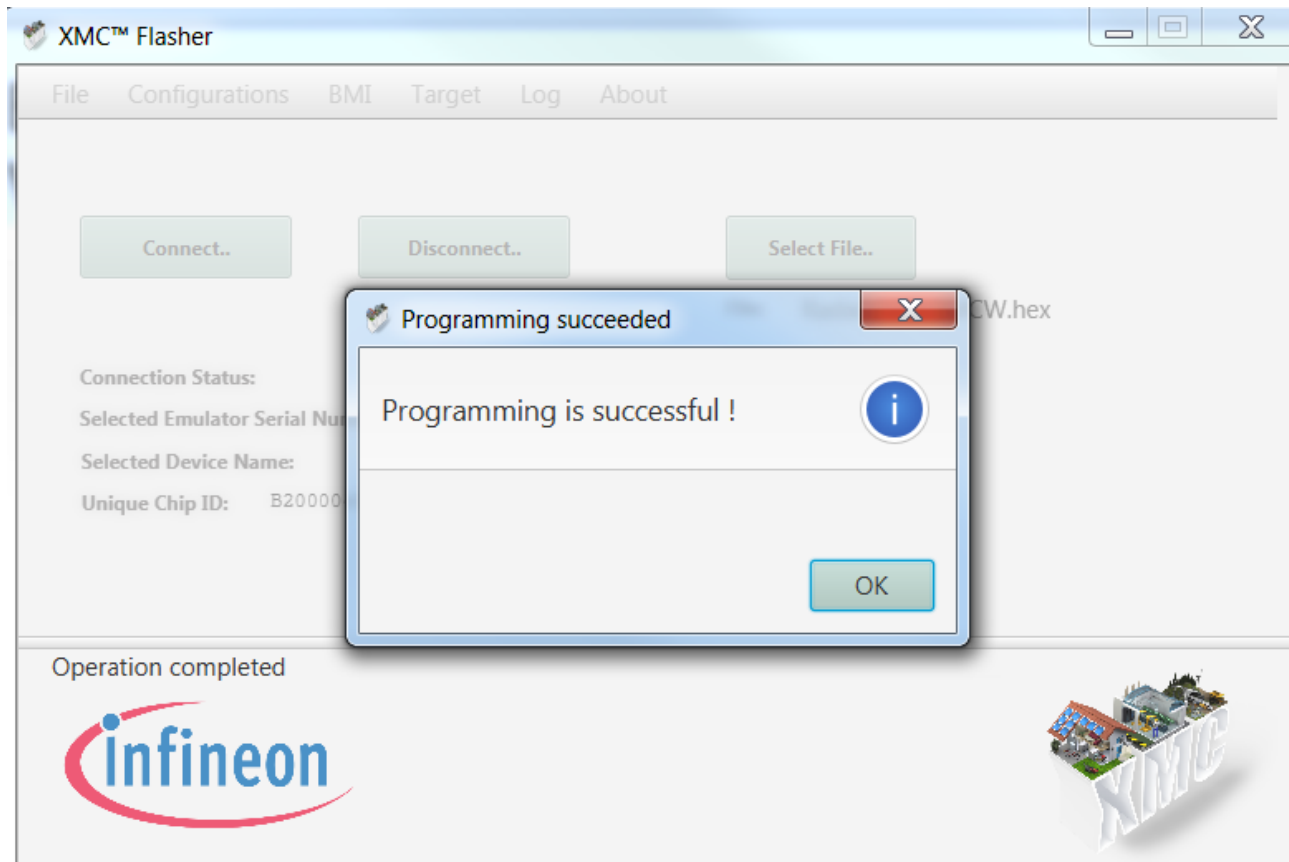 XMC™ Flasher
File Configurations BMI Target Log About
Connect.. Disconnect.. Select File..
CW.hex
Programming succeeded
Connection Status:
Programming is successful !
Selected Emulator Serial Nu
Selected Device Name:
Unique Chip ID: B20000
OK
Operation completed
infineon
XMC